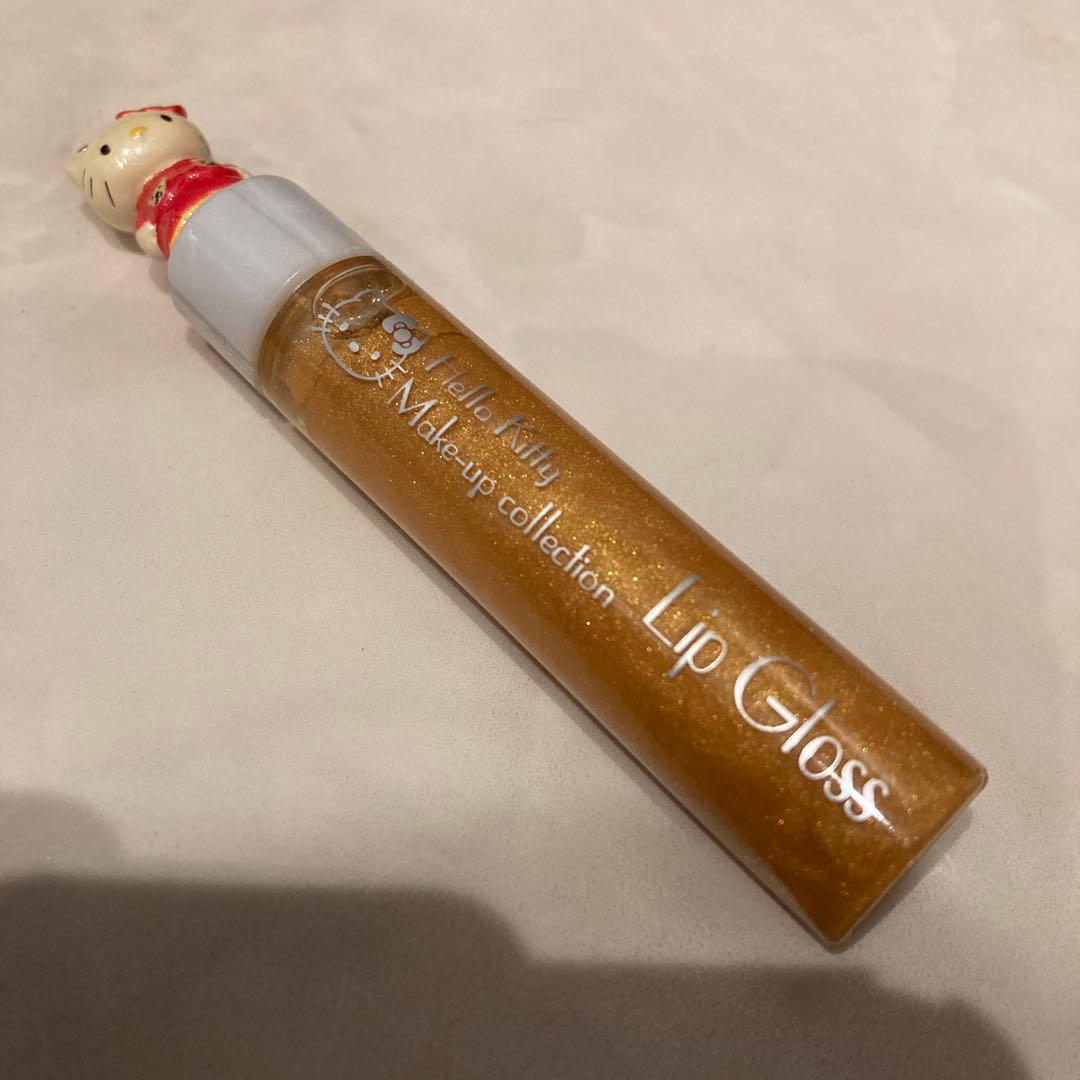 Hello Kitty
Make-up collection
Lip Gloss